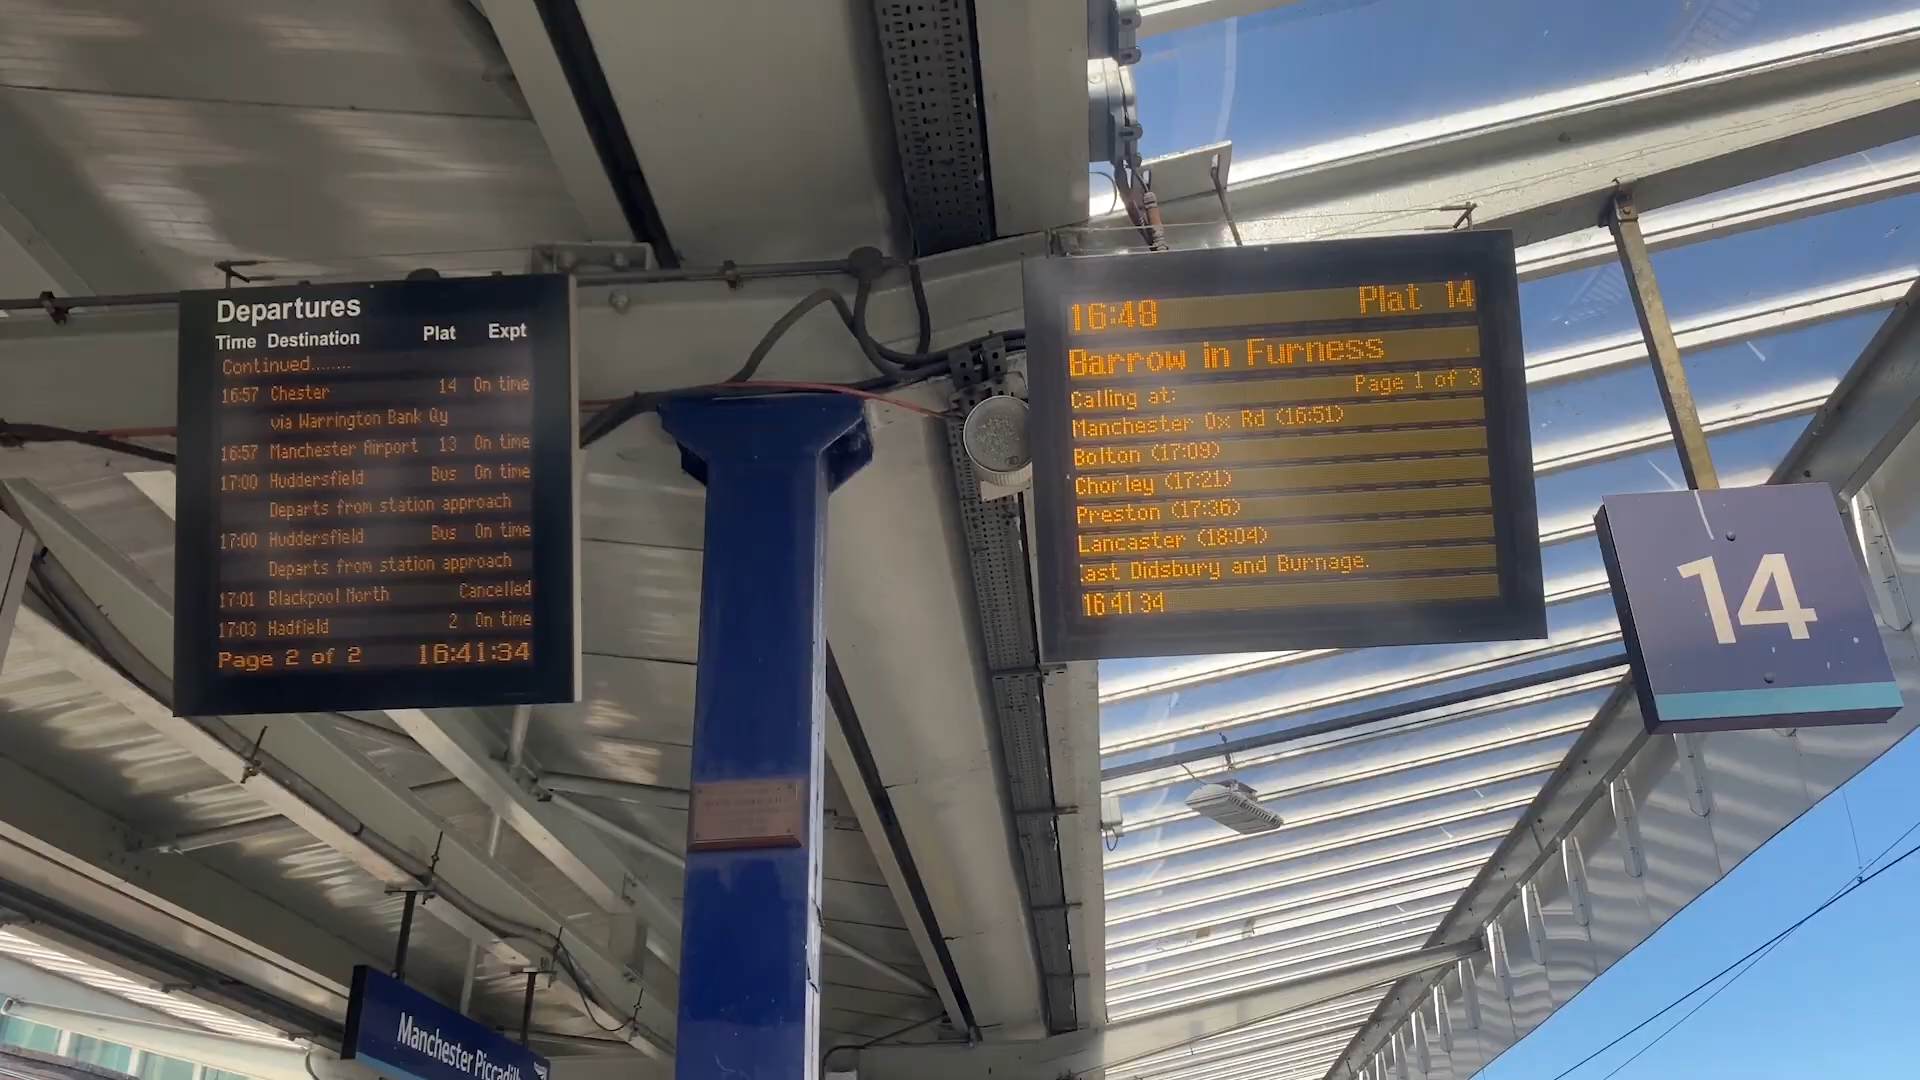 Departures
Time Destination Plat Expt
Continued........
16:57 Chester 14 On time
via Warrington Bank Qy
16:57 Manchester Airport 13 On time
17:00 Huddersfield Bus On time
Departs from station approach
17:00 Huddersfield Bus On time
Departs from station approach
17:01 Blackpool North Cancelled
17:03 Hadfield 2 On time
Page 2 of 2 16:41:34
16:48 Plat 14
Barrow in Furness
Calling at: Page 1 of 3
Manchester Ox Rd (16:51)
Bolton (17:09)
Chorley (17:21)
Preston (17:36)
Lancaster (18:04)
East Didsbury and Burnage.
16:41:34
14
Manchester Piccadilly